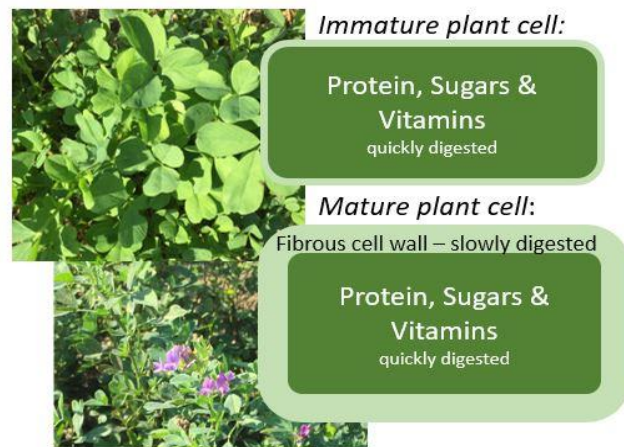 Immature plant cell:
Protein, Sugars &
Vitamins
quickly digested
Mature plant cell:
Fibrous cell wall – slowly digested
Protein, Sugars &
Vitamins
quickly digested